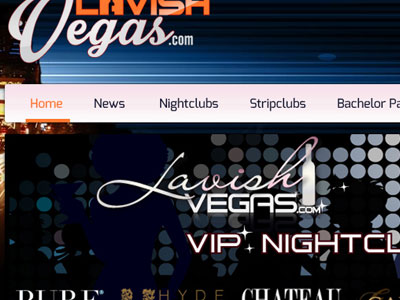 LAVISH
Vegas.com
Home News Nightclubs Stripclubs Bachelor Pa
Lavish
VEGAS.COM
VIP NIGHTCL
PURE HYDE CHATEAU